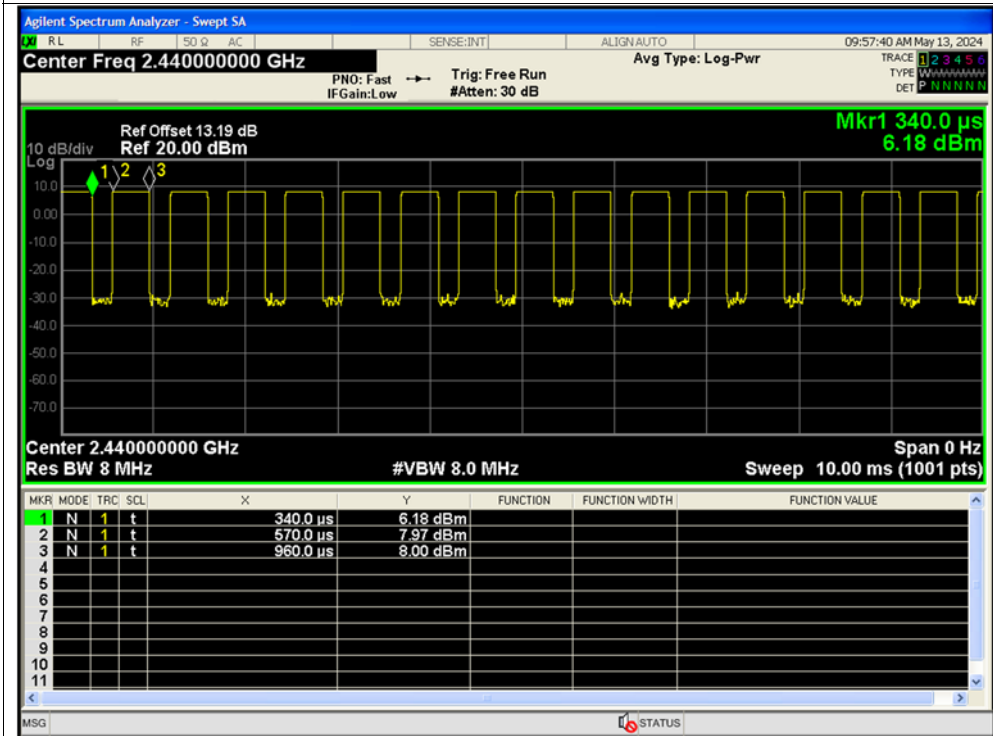 Agilent Spectrum Analyzer - Swept SA
RL RF 50 Ω AC SENSE:INT ALIGN AUTO 09:57:40 AM May 13, 2024
Center Freq 2.440000000 GHz Avg Type: Log-Pwr TRACE 1 2 3 4 5 6
PNO: Fast Trig: Free Run TYPE W
IFGain:Low #Atten: 30 dB DET P N N N N N
Mkr1 340.0 µs
Ref Offset 13.19 dB 6.18 dBm
10 dB/div Ref 20.00 dBm
Log
1 2 3
10.0
0.00
-10.0
-20.0
-30.0
-40.0
-50.0
-60.0
-70.0
Center 2.440000000 GHz Span 0 Hz
Res BW 8 MHz #VBW 8.0 MHz Sweep 10.00 ms (1001 pts)
MKR MODE TRC SCL X Y FUNCTION FUNCTION WIDTH FUNCTION VALUE
1 N 1 t 340.0 µs 6.18 dBm
2 N 1 t 570.0 µs 7.97 dBm
3 N 1 t 960.0 µs 8.00 dBm
4
5
6
7
8
9
10
11
MSG STATUS